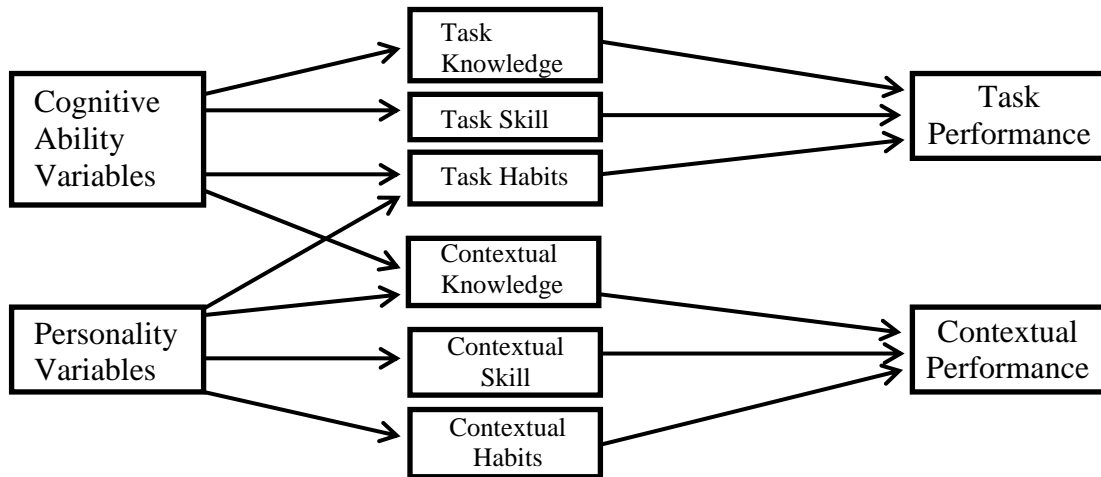 Cognitive
Ability
Variables
Personality
Variables
Task
Knowledge
Task Skill
Task Habits
Contextual
Knowledge
Contextual
Skill
Contextual
Habits
Task
Performance
Contextual
Performance